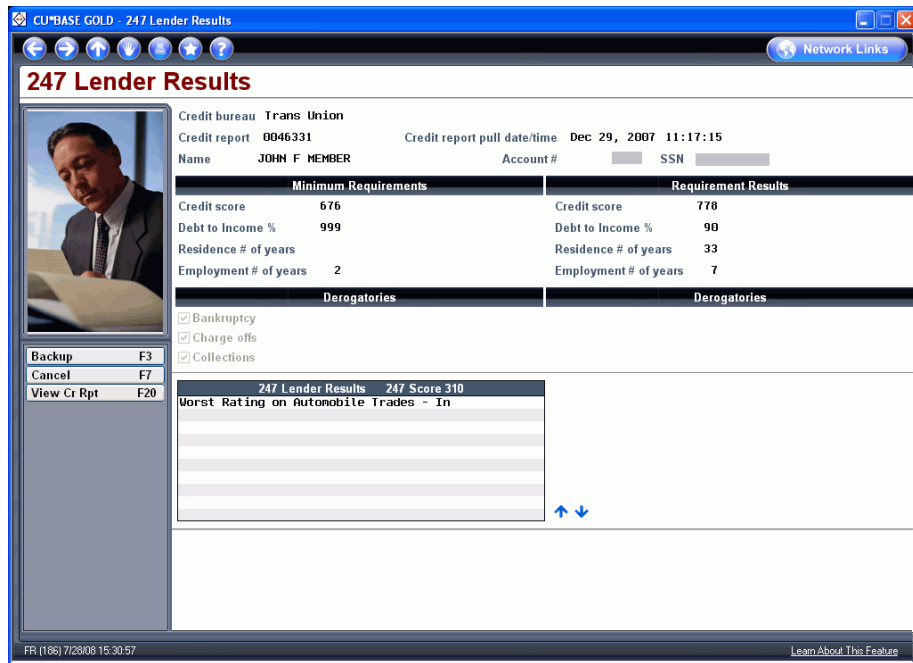 CU*BASE GOLD - 247 Lender Results
Network Links
247 Lender Results
Credit bureau Trans Union
Credit report 0046331 Credit report pull date/time Dec 29, 2007 11:17:15
Name JOHN F MEMBER Account # SSN
Minimum Requirements Requirement Results
Credit score 676 Credit score 778
Debt to Income % 999 Debt to Income % 90
Residence # of years Residence # of years 33
Employment # of years 2 Employment # of years 7
Derogatories Derogatories
Bankruptcy
Charge offs
Collections
Backup F3
Cancel F7
View Cr Rpt F20
247 Lender Results 247 Score 310
Worst Rating on Automobile Trades - In
FR (186) 7/28/08 15:30:57 Learn About This Feature